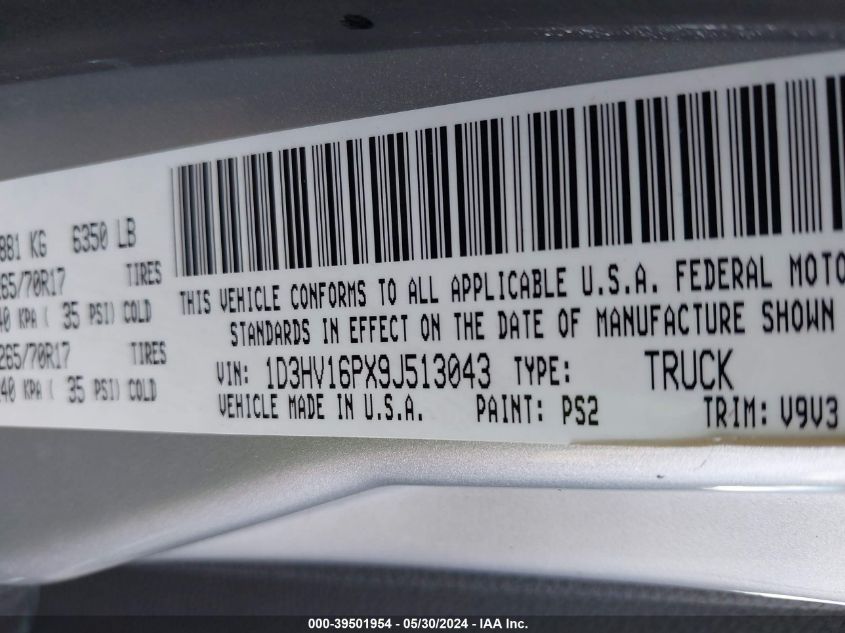 881 KG 6350 LB
265/70R17 TIRES
40 KPA ( 35 PSI) COLD
265/70R17 TIRES
240 KPA ( 35 PSI) COLD
THIS VEHICLE CONFORMS TO ALL APPLICABLE U.S.A. FEDERAL MOTO
STANDARDS IN EFFECT ON THE DATE OF MANUFACTURE SHOWN
VIN: 1D3HV16PX9J513043 TYPE: TRUCK
VEHICLE MADE IN U.S.A. PAINT: PS2 TRIM: V9V3
000-39501954 / 05/30/2024 - IAA Inc.